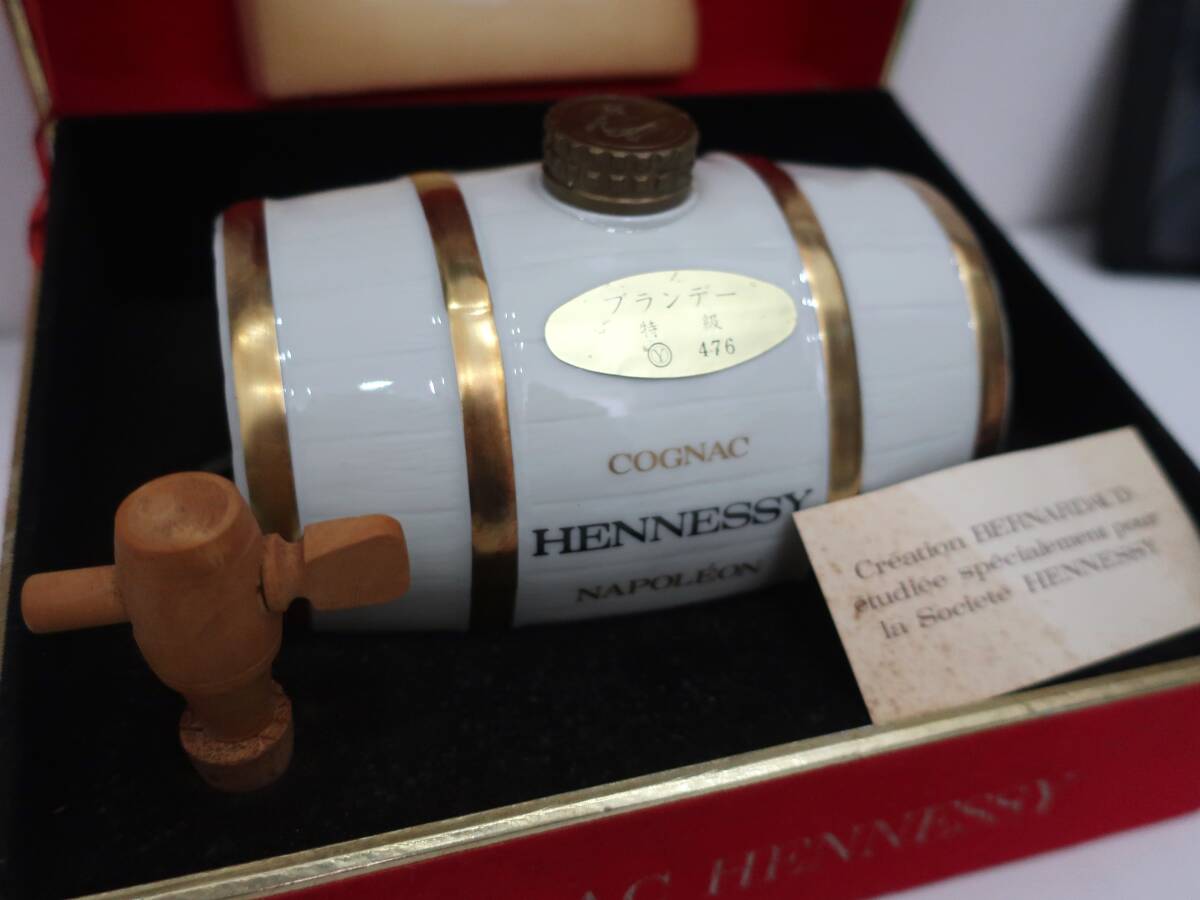 ブランデー
特級
Ⓨ 476
COGNAC
HENNESSY
NAPOLÉON
Création BERNARDAUD
étudiée spécialement pour
la Societé HENNESSY
AC HENNESSY